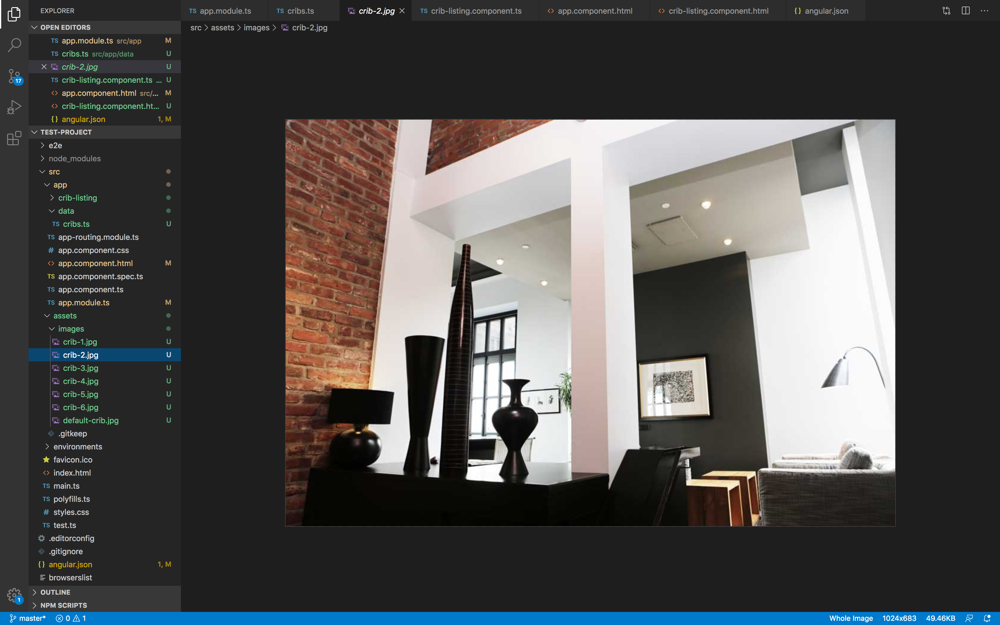 EXPLORER
OPEN EDITORS
TS app.module.ts src/app M
TS cribs.ts src/app/data U
crib-2.jpg U
TS crib-listing.component.ts ... U
<> app.component.html src/... M
<> crib-listing.component.ht... U
{} angular.json 1, M
TEST-PROJECT
e2e
node_modules
src
app
crib-listing
data
TS cribs.ts U
TS app-routing.module.ts
# app.component.css
<> app.component.html M
TS app.component.spec.ts
TS app.component.ts
TS app.module.ts M
assets
images
crib-1.jpg U
crib-2.jpg U
crib-3.jpg U
crib-4.jpg U
crib-5.jpg U
crib-6.jpg U
default-crib.jpg U
.gitkeep
environments
favicon.ico
<> index.html
TS main.ts
TS polyfills.ts
# styles.css
TS test.ts
.editorconfig
.gitignore
{} angular.json 1, M
browserslist
OUTLINE
NPM SCRIPTS
17
1
TS app.module.ts
TS cribs.ts
crib-2.jpg
TS crib-listing.component.ts
<> app.component.html
<> crib-listing.component.html
{} angular.json
src > assets > images > crib-2.jpg
master* 0 1
Whole Image 1024x683 49.46KB